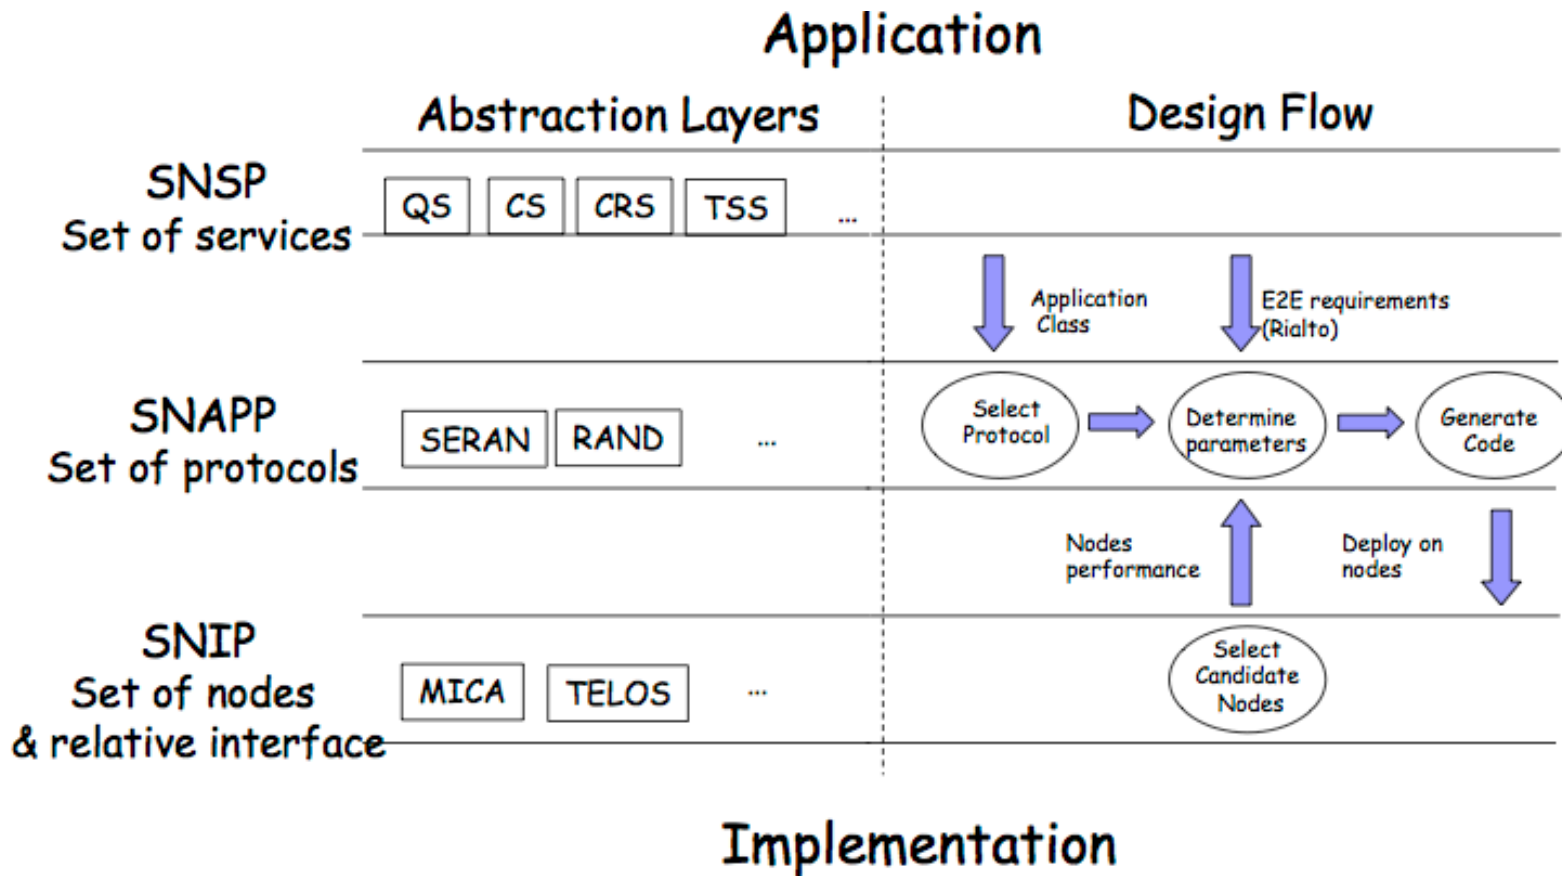 Application
Abstraction Layers
Design Flow
SNSP
Set of services
QS
CS
CRS
TSS
...
Application
Class
E2E requirements
(Rialto)
SNAPP
Set of protocols
SERAN
RAND
...
Select
Protocol
Determine
parameters
Generate
Code
Nodes
performance
Deploy on
nodes
SNIP
Set of nodes
& relative interface
MICA
TELOS
...
Select
Candidate
Nodes
Implementation